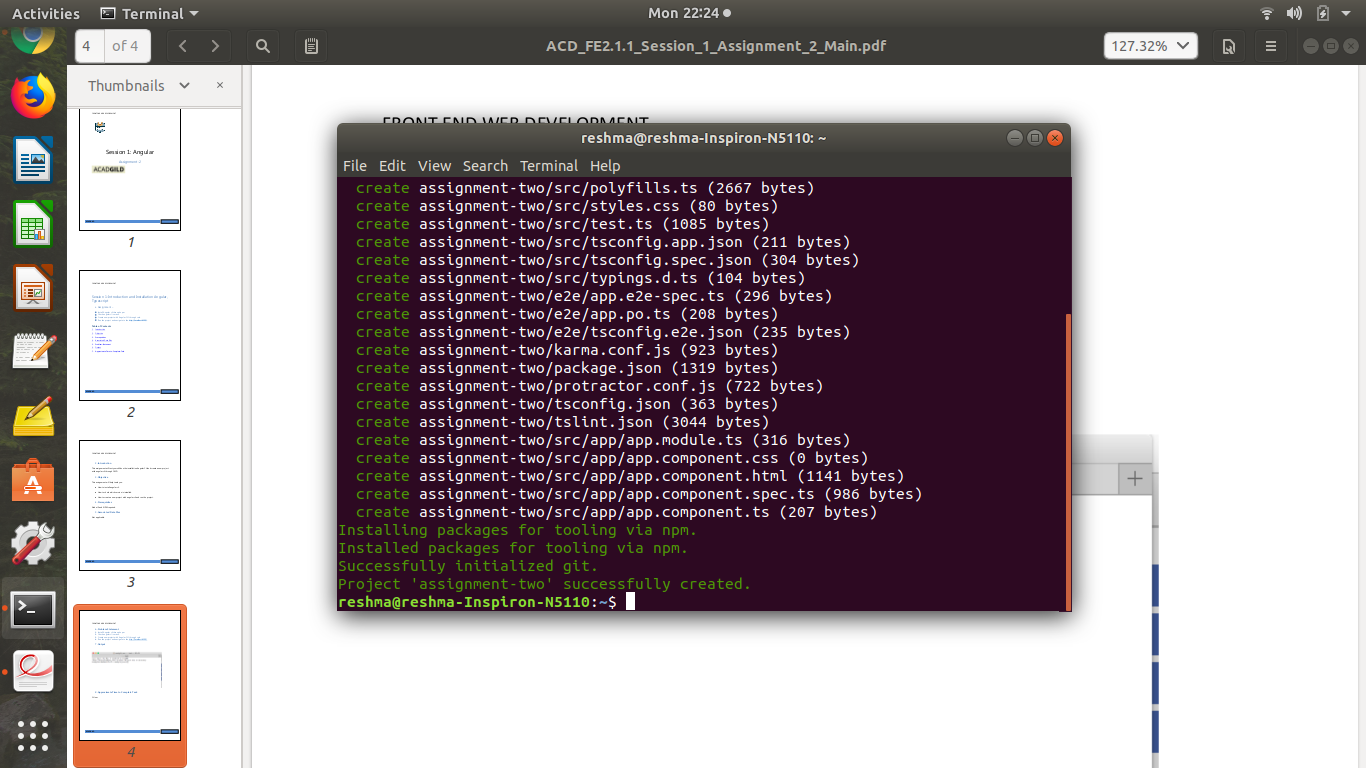 Activities Terminal Mon 22:24
4 of 4 ACD_FE2.1.1_Session_1_Assignment_2_Main.pdf 127.32%
Thumbnails ×
Session 1: Angular
Assignment 2
ACADGILD
1
2
3
4
FRONT END WEB DEVELOPMENT
reshma@reshma-Inspiron-N5110: ~
File Edit View Search Terminal Help
create assignment-two/src/polyfills.ts (2667 bytes)
create assignment-two/src/styles.css (80 bytes)
create assignment-two/src/test.ts (1085 bytes)
create assignment-two/src/tsconfig.app.json (211 bytes)
create assignment-two/src/tsconfig.spec.json (304 bytes)
create assignment-two/src/typings.d.ts (104 bytes)
create assignment-two/e2e/app.e2e-spec.ts (296 bytes)
create assignment-two/e2e/app.po.ts (208 bytes)
create assignment-two/e2e/tsconfig.e2e.json (235 bytes)
create assignment-two/karma.conf.js (923 bytes)
create assignment-two/package.json (1319 bytes)
create assignment-two/protractor.conf.js (722 bytes)
create assignment-two/tsconfig.json (363 bytes)
create assignment-two/tslint.json (3044 bytes)
create assignment-two/src/app/app.module.ts (316 bytes)
create assignment-two/src/app/app.component.css (0 bytes)
create assignment-two/src/app/app.component.html (1141 bytes)
create assignment-two/src/app/app.component.spec.ts (986 bytes)
create assignment-two/src/app/app.component.ts (207 bytes)
Installing packages for tooling via npm.
Installed packages for tooling via npm.
Successfully initialized git.
Project 'assignment-two' successfully created.
reshma@reshma-Inspiron-N5110:~$